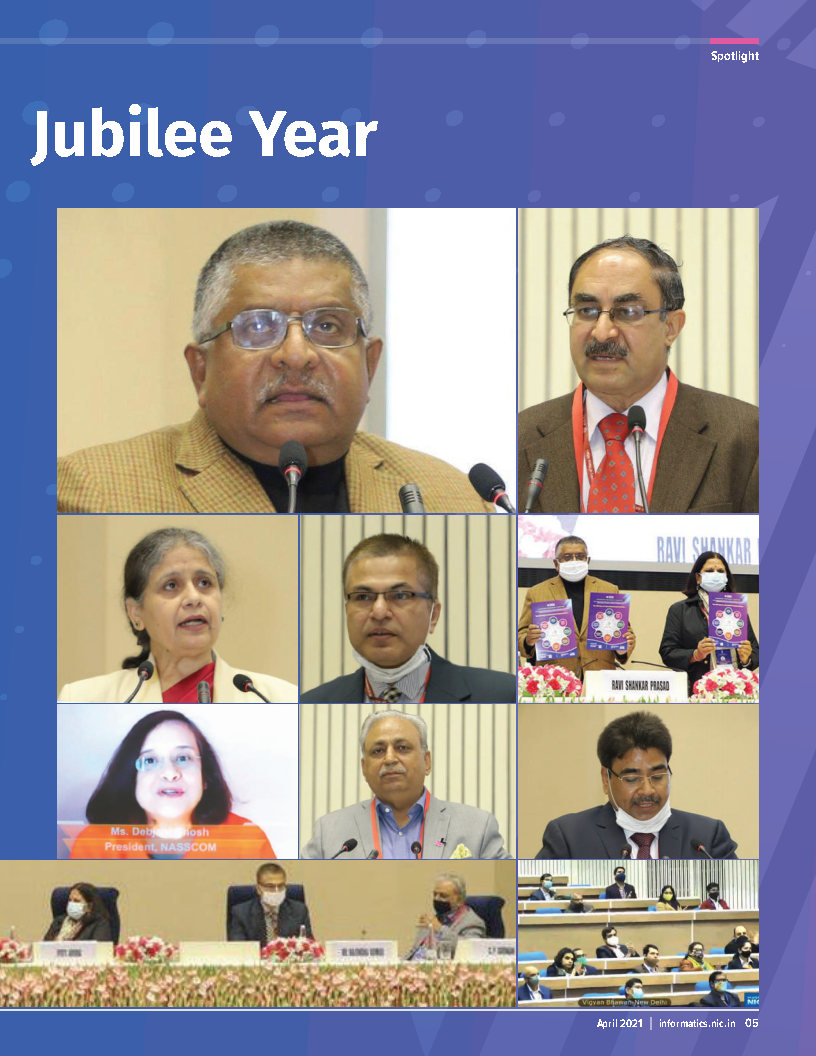 Spotlight
Jubilee Year
RAVI SHANKAR
RAVI SHANKAR PRASAD
Ms. Debjani Ghosh
President, NASSCOM
Vigyan Bhawan, New Delhi
NIC
April 2021 | informatics.nic.in 05